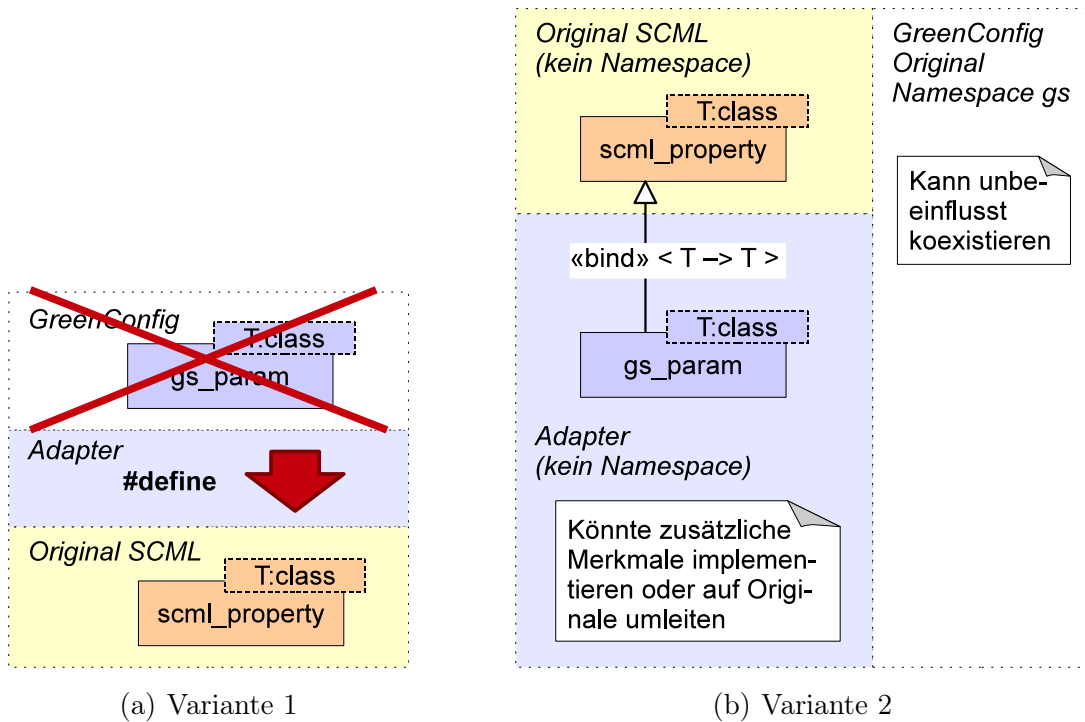 GreenConfig
T:class
gs_param
Adapter
#define
Original SCML
T:class
scml_property
(a) Variante 1
Original SCML
(kein Namespace)
T:class
scml_property
«bind» < T –> T >
T:class
gs_param
Adapter
(kein Namespace)
Könnte zusätzliche
Merkmale implemen-
tieren oder auf Origi-
nale umleiten
GreenConfig
Original
Namespace gs
Kann unbe-
einflusst
koexistieren
(b) Variante 2